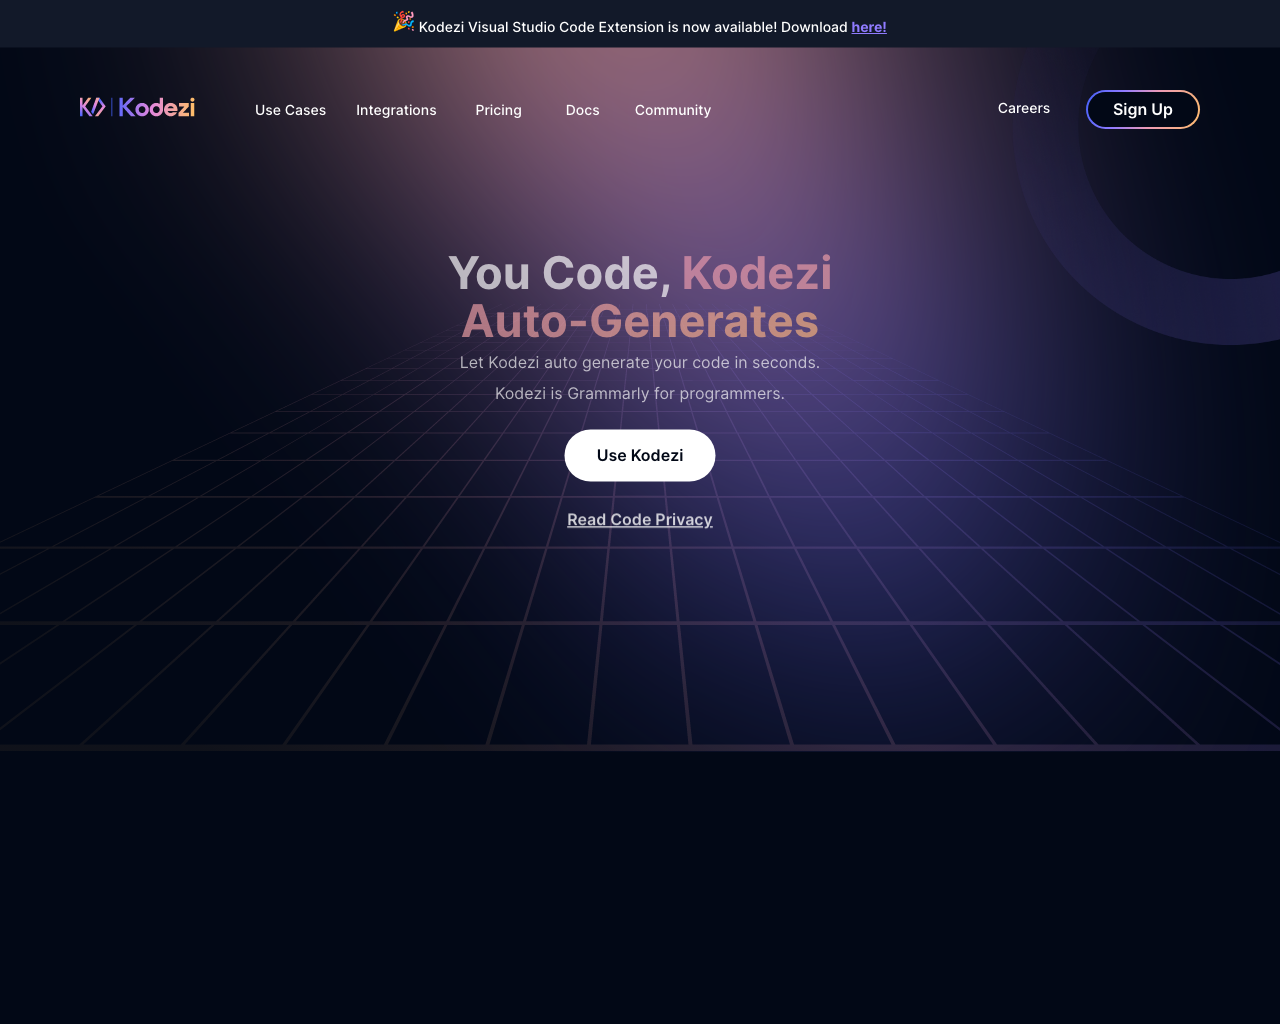 🎉 Kodezi Visual Studio Code Extension is now available! Download here!
Kodezi
Use Cases
Integrations
Pricing
Docs
Community
Careers
Sign Up
You Code, Kodezi
Auto-Generates
Let Kodezi auto generate your code in seconds.
Kodezi is Grammarly for programmers.
Use Kodezi
Read Code Privacy